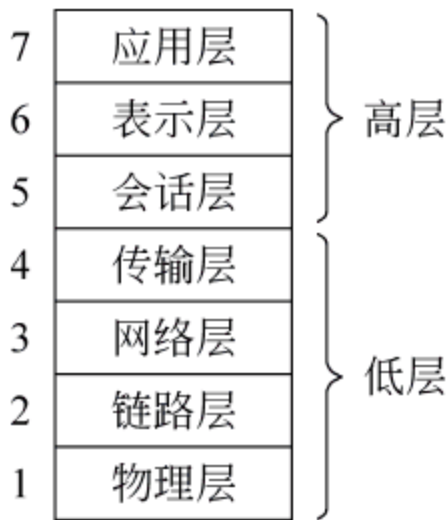 7 应用层
6 表示层
高层
5 会话层
4 传输层
3 网络层
低层
2 链路层
1 物理层